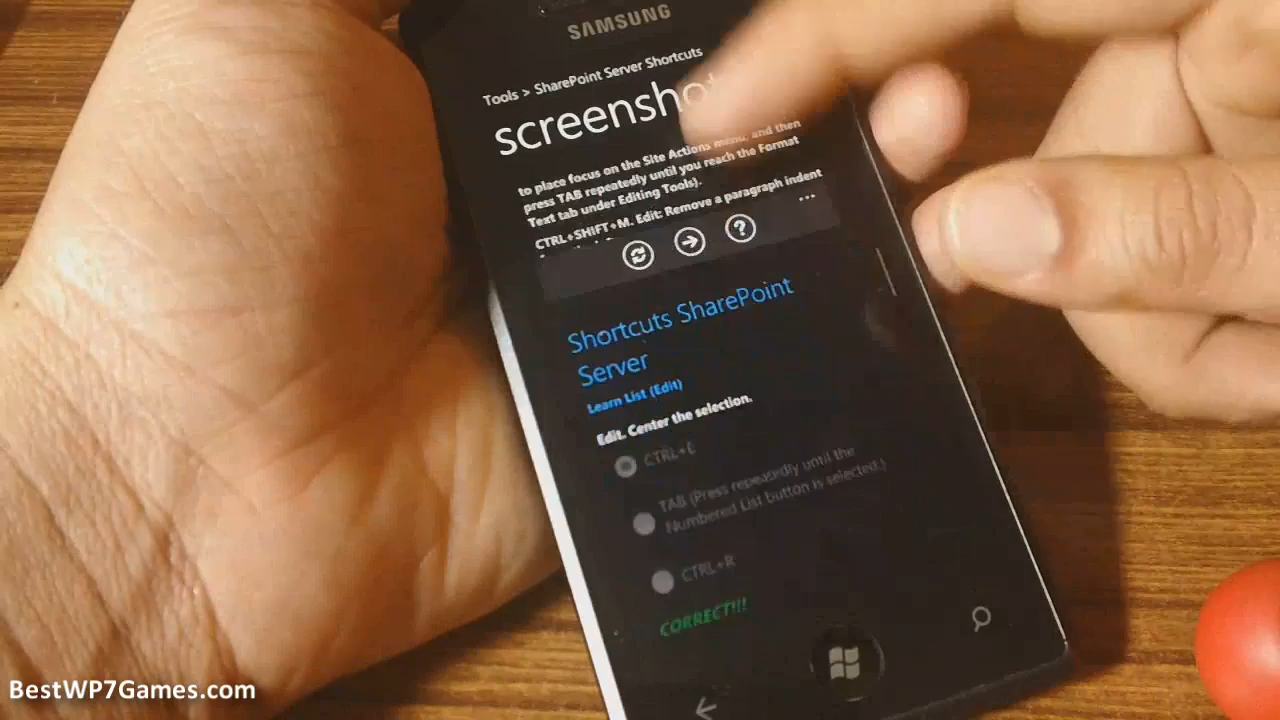 SAMSUNG
Tools > SharePoint Server Shortcuts
to place focus on the Site Actions menu, and then
press TAB repeatedly until you reach the Format
Text tab under Editing Tools).
CTRL+SHIFT+M. Edit: Remove a paragraph indent
...
?
Shortcuts SharePoint
Server
Learn List (Edit)
Edit. Center the selection.
CTRL+E
TAB (Press repeatedly until the
Numbered List button is selected.)
CTRL+R
CORRECT!!!
BestWP7Games.com